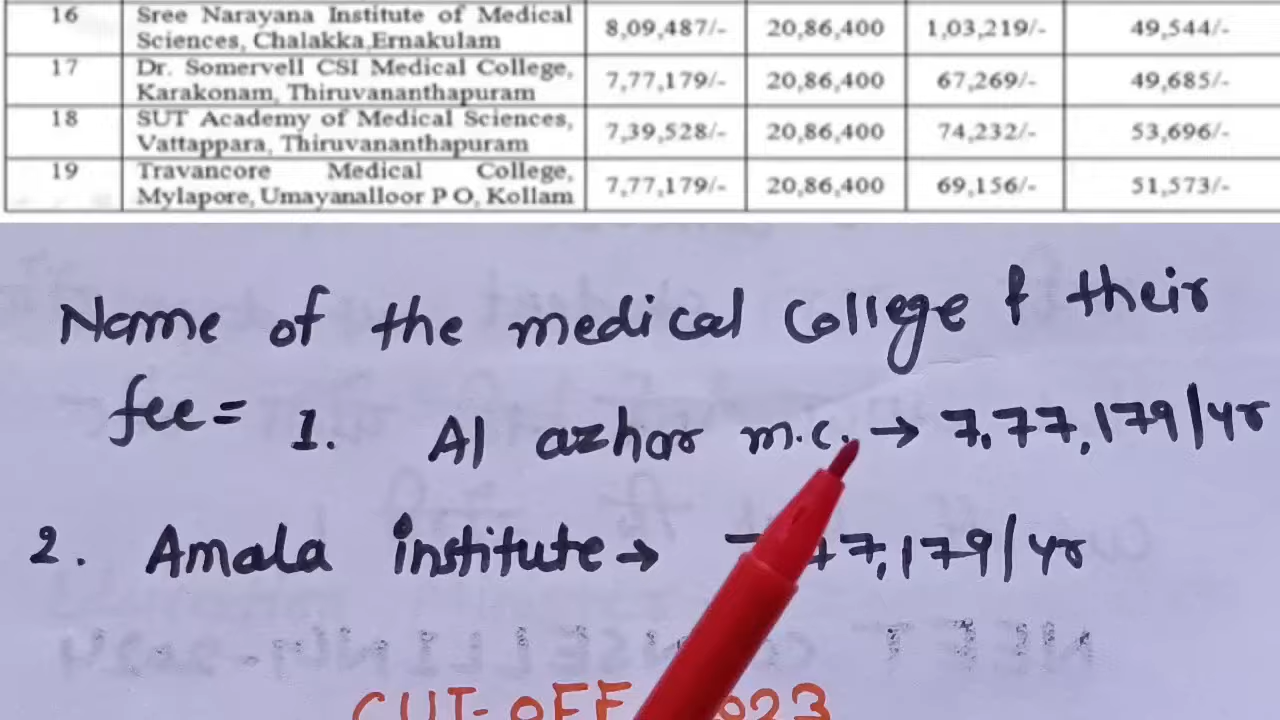 16 Sree Narayana Institute of Medical Sciences, Chalakka,Ernakulam 8,09,487/- 20,86,400 1,03,219/- 49,544/-
17 Dr. Somervell CSI Medical College, Karakonam, Thiruvananthapuram 7,77,179/- 20,86,400 67,269/- 49,685/-
18 SUT Academy of Medical Sciences, Vattappara, Thiruvananthapuram 7,39,528/- 20,86,400 74,232/- 53,696/-
19 Travancore Medical College, Mylapore, Umayanalloor P O, Kollam 7,77,179/- 20,86,400 69,156/- 51,573/-
Name of the medical College & their
fee = 1. Al azhar m.c. → 7,77,179/yr
2. Amala institute →
CUT-OFF